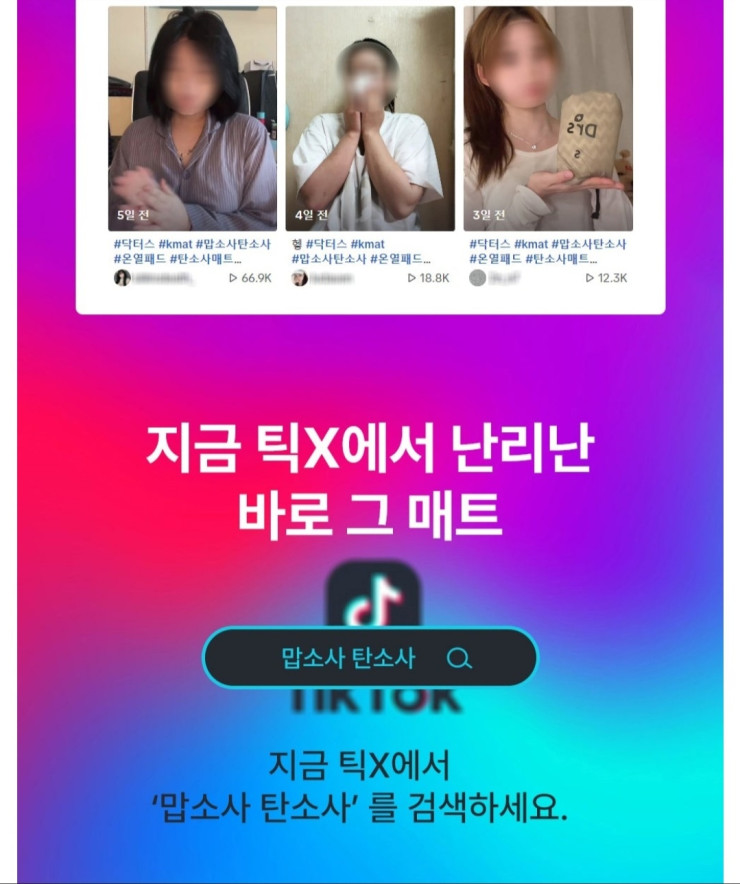 5일 전
4일 전
3일 전
Drs
s
#닥터스 #kmat #맙소사탄소사
#온열패드 #탄소사매트...
헐 #닥터스 #kmat
#맙소사탄소사 #온열패드...
#닥터스 #kmat #맙소사탄소사
#온열패드 #탄소사매트...
66.9K
18.8K
12.3K
지금 틱X에서 난리난
바로 그 매트
맙소사 탄소사
TIKTOK
지금 틱X에서
‘맙소사 탄소사’ 를 검색하세요.